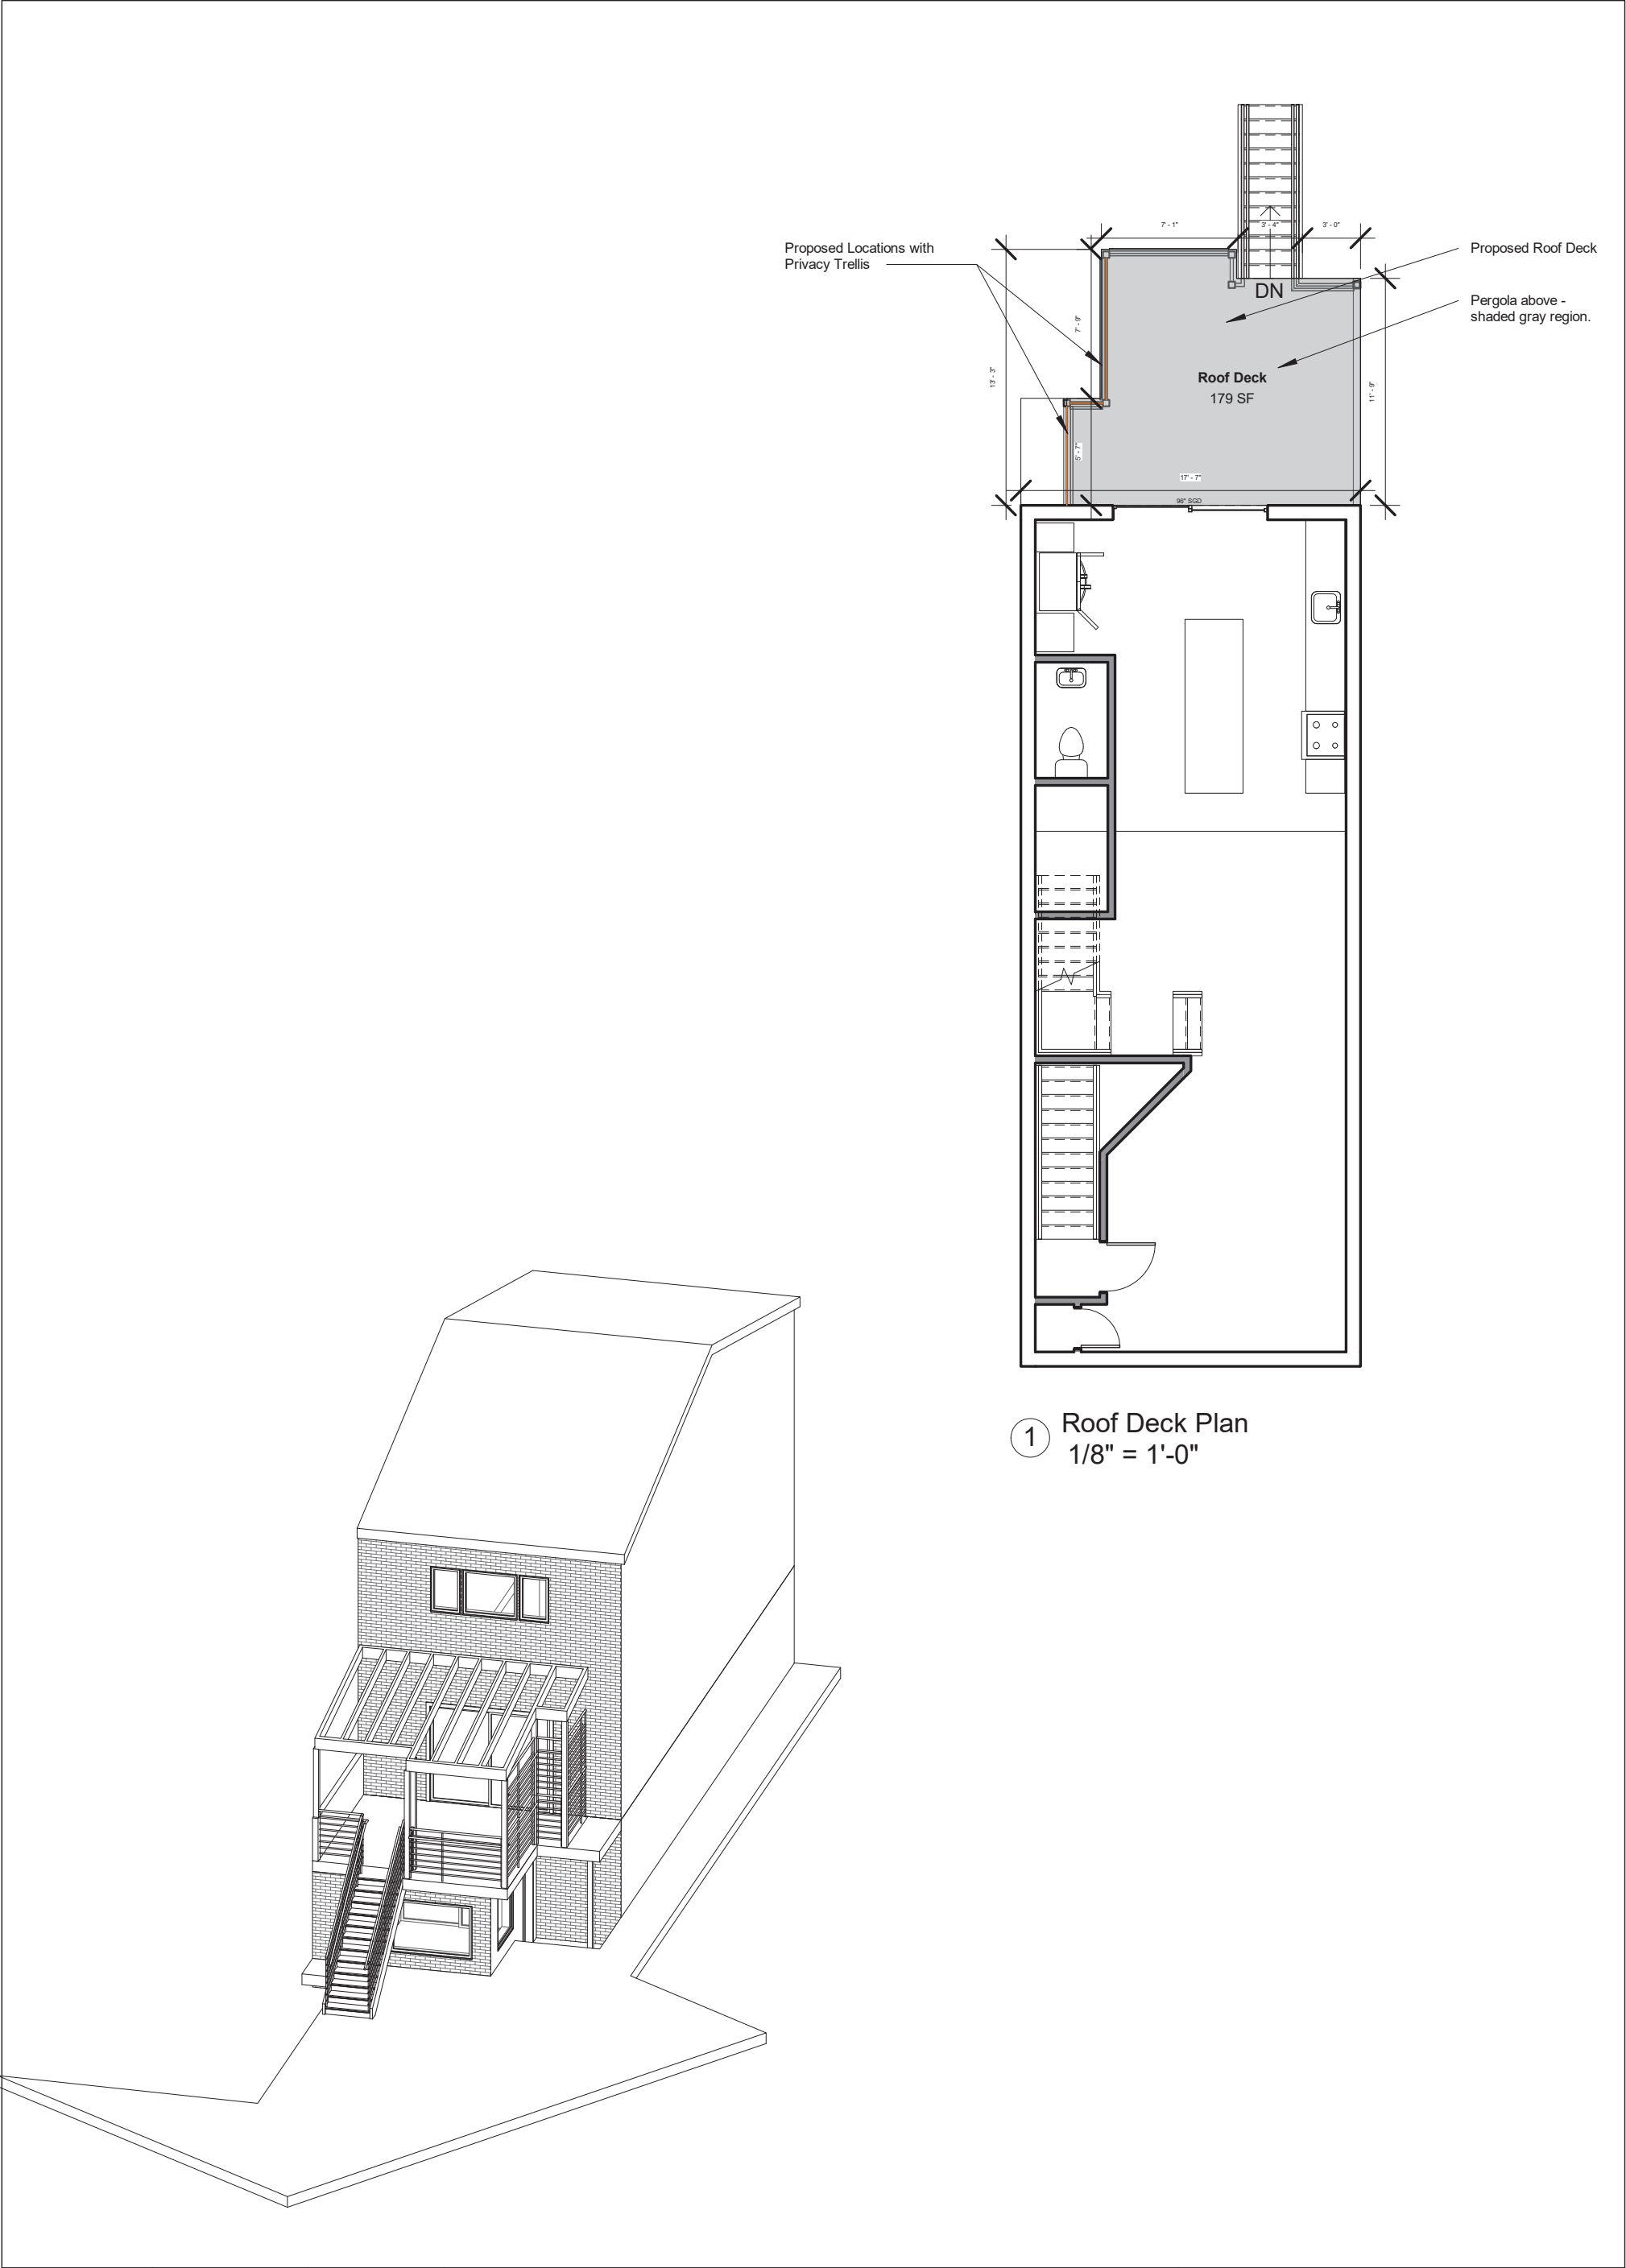 7' - 1"
3' - 4"
3' - 0"
Proposed Locations with
Privacy Trellis
Proposed Roof Deck
DN
Pergola above -
shaded gray region.
7' - 9"
13' - 3"
Roof Deck
179 SF
11' - 9"
5' - 7"
17' - 7"
96" SGD
1
Roof Deck Plan
1/8" = 1'-0"